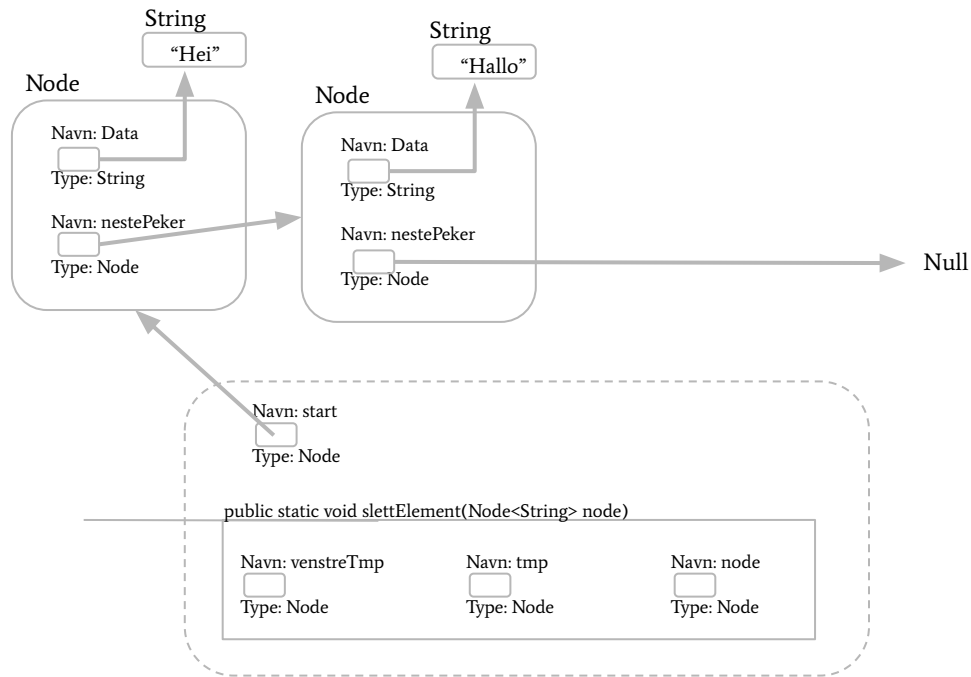 String
“Hei”
Node
Navn: Data
Type: String
Navn: nestePeker
Type: Node
String
“Hallo”
Node
Navn: Data
Type: String
Navn: nestePeker
Type: Node
Null
Navn: start
Type: Node
public static void slettElement(Node<String> node)
Navn: venstreTmp
Type: Node
Navn: tmp
Type: Node
Navn: node
Type: Node